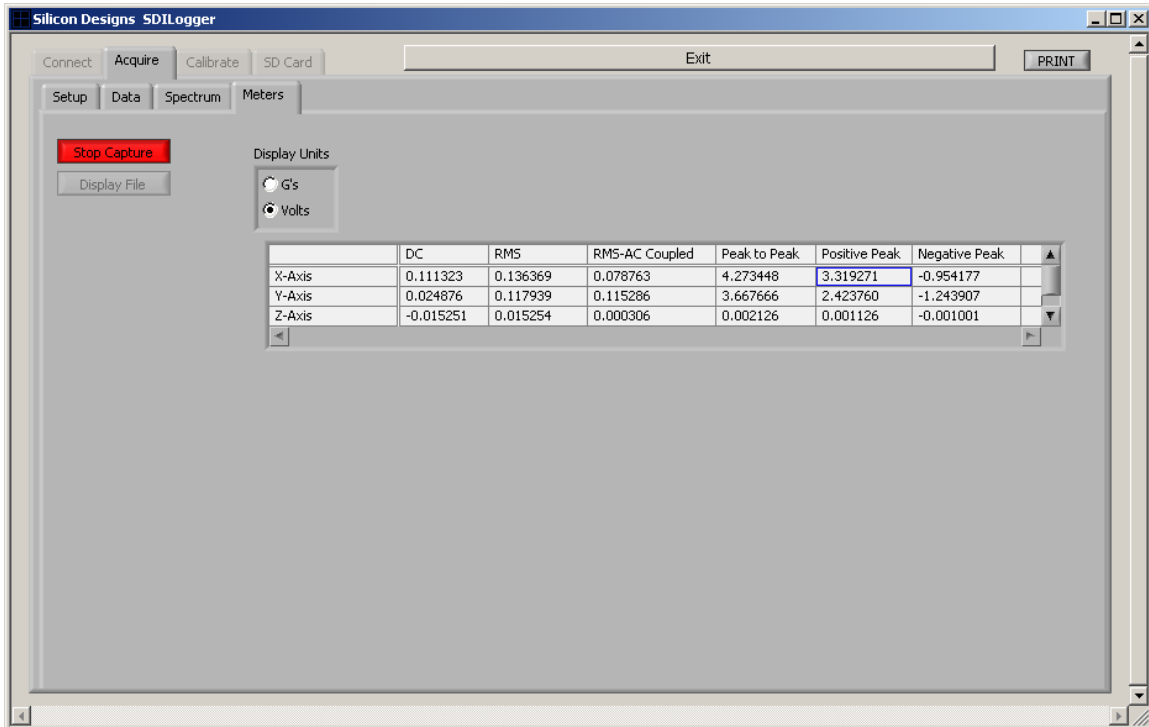 Silicon Designs SDILogger
Connect Acquire Calibrate SD Card Exit PRINT
Setup Data Spectrum Meters
Stop Capture
Display File
Display Units
G's
Volts
DC RMS RMS-AC Coupled Peak to Peak Positive Peak Negative Peak
X-Axis 0.111323 0.136369 0.078763 4.273448 3.319271 -0.954177
Y-Axis 0.024876 0.117939 0.115286 3.667666 2.423760 -1.243907
Z-Axis -0.015251 0.015254 0.000306 0.002126 0.001126 -0.001001